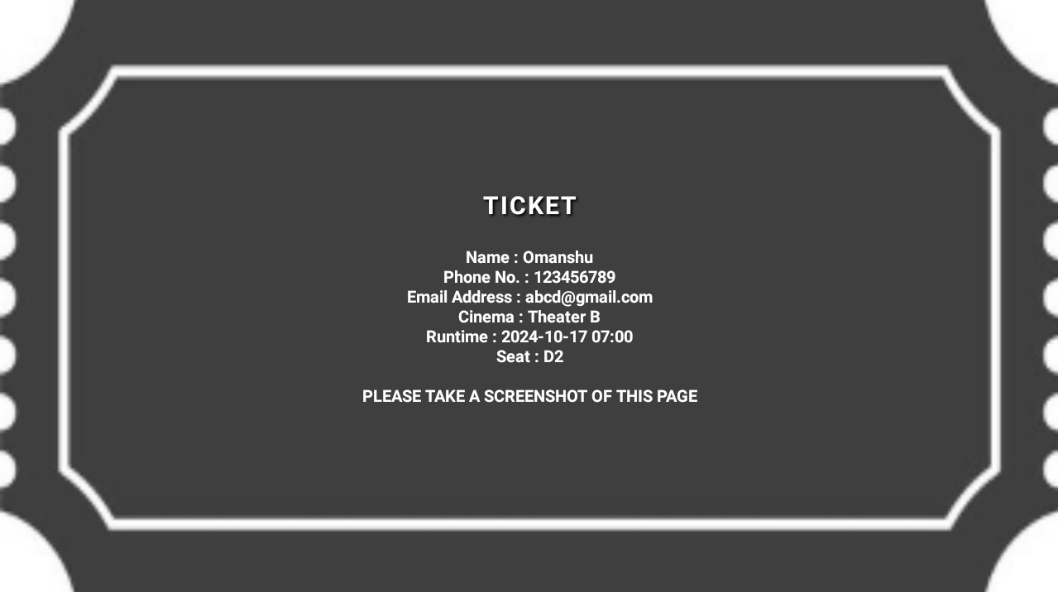 TICKET
Name : Omanshu
Phone No. : 123456789
Email Address : abcd@gmail.com
Cinema : Theater B
Runtime : 2024-10-17 07:00
Seat : D2
PLEASE TAKE A SCREENSHOT OF THIS PAGE